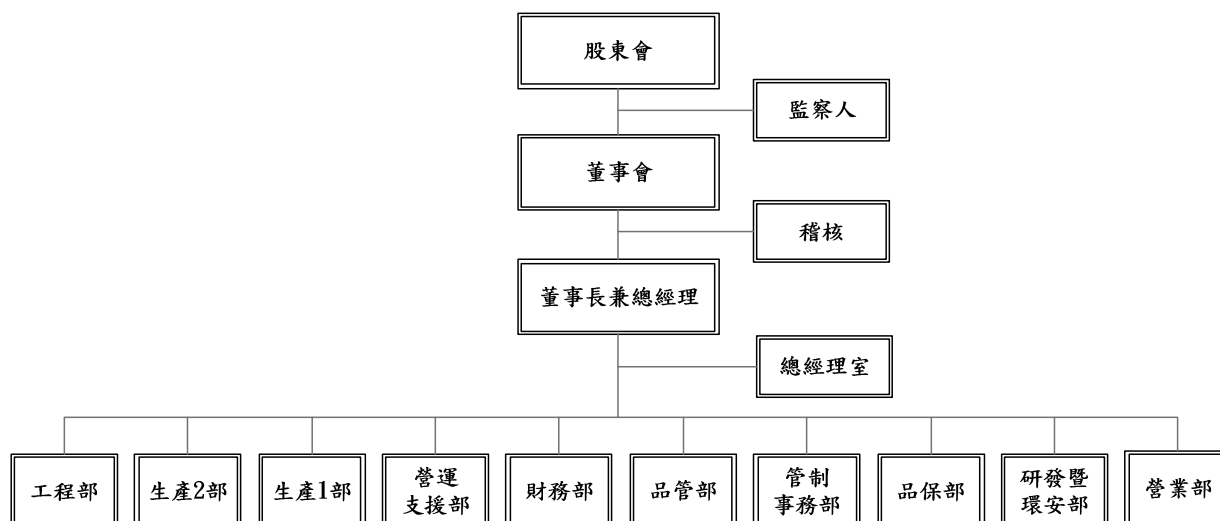 股東會
監察人
董事會
稽核
董事長兼總經理
總經理室
工程部
生產2部
生產1部
營運
支援部
財務部
品管部
管制
事務部
品保部
研發暨
環安部
營業部